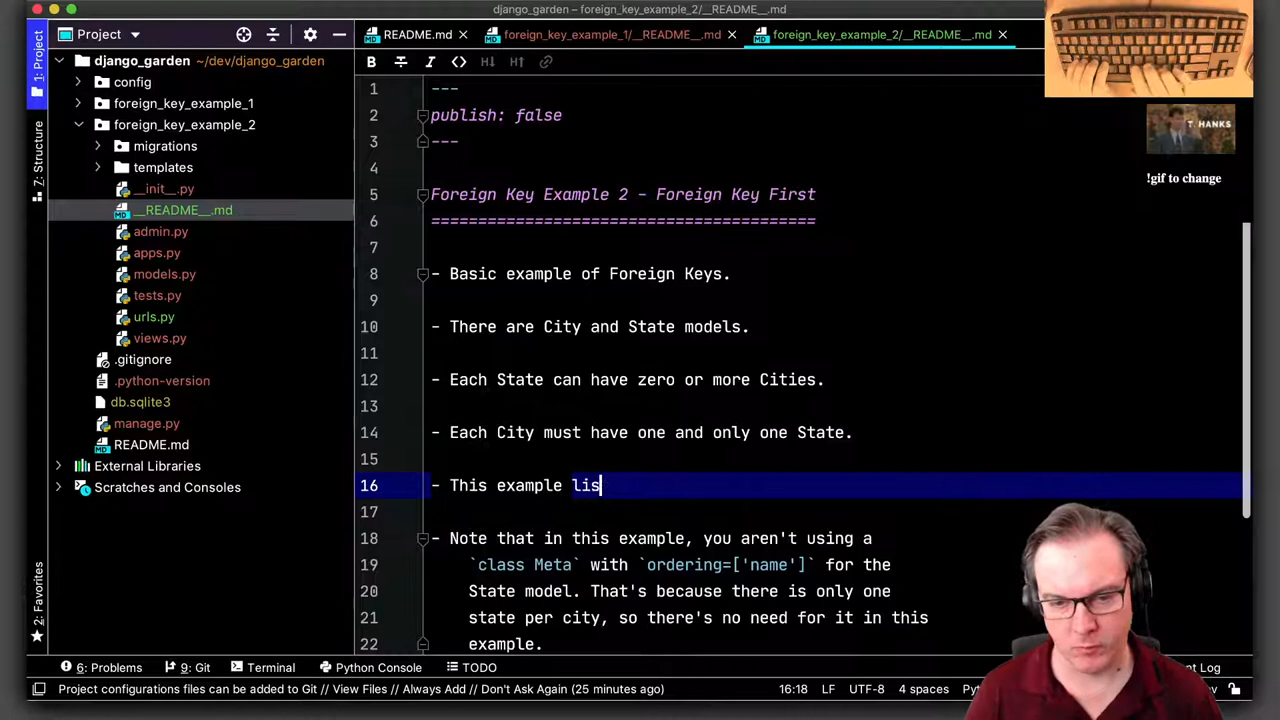 django_garden – foreign_key_example_2/__README__.md
1: Project
Project
README.md
foreign_key_example_1/__README__.md
foreign_key_example_2/__README__.md
django_garden ~/dev/django_garden
config
foreign_key_example_1
foreign_key_example_2
migrations
templates
__init__.py
__README__.md
admin.py
apps.py
models.py
tests.py
urls.py
views.py
.gitignore
.python-version
db.sqlite3
manage.py
README.md
External Libraries
Scratches and Consoles
7: Structure
2: Favorites
B
1 ---
2 publish: false
3 ---
4
5 Foreign Key Example 2 - Foreign Key First
6 =========================================
7
8 - Basic example of Foreign Keys.
9
10 - There are City and State models.
11
12 - Each State can have zero or more Cities.
13
14 - Each City must have one and only one State.
15
16 - This example lis
17
18 - Note that in this example, you aren't using a
19 `class Meta` with `ordering=['name']` for the
20 State model. That's because there is only one
21 state per city, so there's no need for it in this
22 example.
T. HANKS
!gif to change
6: Problems
9: Git
Terminal
Python Console
TODO
nt Log
Project configurations files can be added to Git // View Files // Always Add // Don't Ask Again (25 minutes ago)
16:18 LF UTF-8 4 spaces